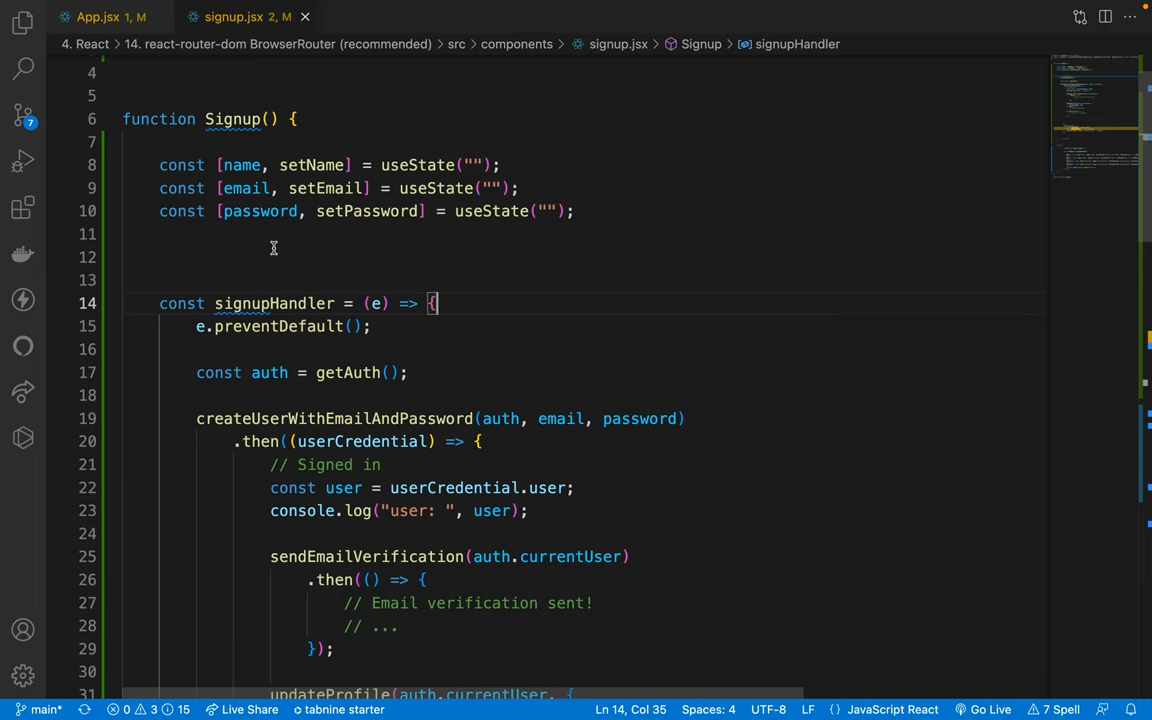 App.jsx 1, M
signup.jsx 2, M
4. React > 14. react-router-dom BrowserRouter (recommended) > src > components > signup.jsx > Signup > signupHandler
4
5
6 function Signup() {
7
8 const [name, setName] = useState("");
9 const [email, setEmail] = useState("");
10 const [password, setPassword] = useState("");
11
12
13
14 const signupHandler = (e) => {
15 e.preventDefault();
16
17 const auth = getAuth();
18
19 createUserWithEmailAndPassword(auth, email, password)
20 .then((userCredential) => {
21 // Signed in
22 const user = userCredential.user;
23 console.log("user: ", user);
24
25 sendEmailVerification(auth.currentUser)
26 .then(() => {
27 // Email verification sent!
28 // ...
29 });
30
31 updateProfile(auth.currentUser, {
7
main* 0 3 15 Live Share tabnine starter Ln 14, Col 35 Spaces: 4 UTF-8 LF {} JavaScript React Go Live 7 Spell